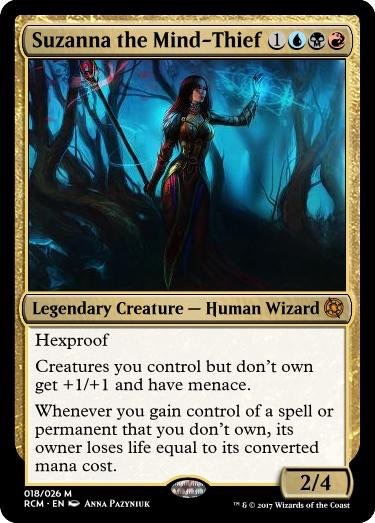 Suzanna the Mind-Thief 1
Legendary Creature — Human Wizard
Hexproof
Creatures you control but don't own
get +1/+1 and have menace.
Whenever you gain control of a spell or
permanent that you don't own, its
owner loses life equal to its converted
mana cost.
2/4
018/026 M
RCM • EN Anna Pazyniuk
™ & © 2017 Wizards of the Coast